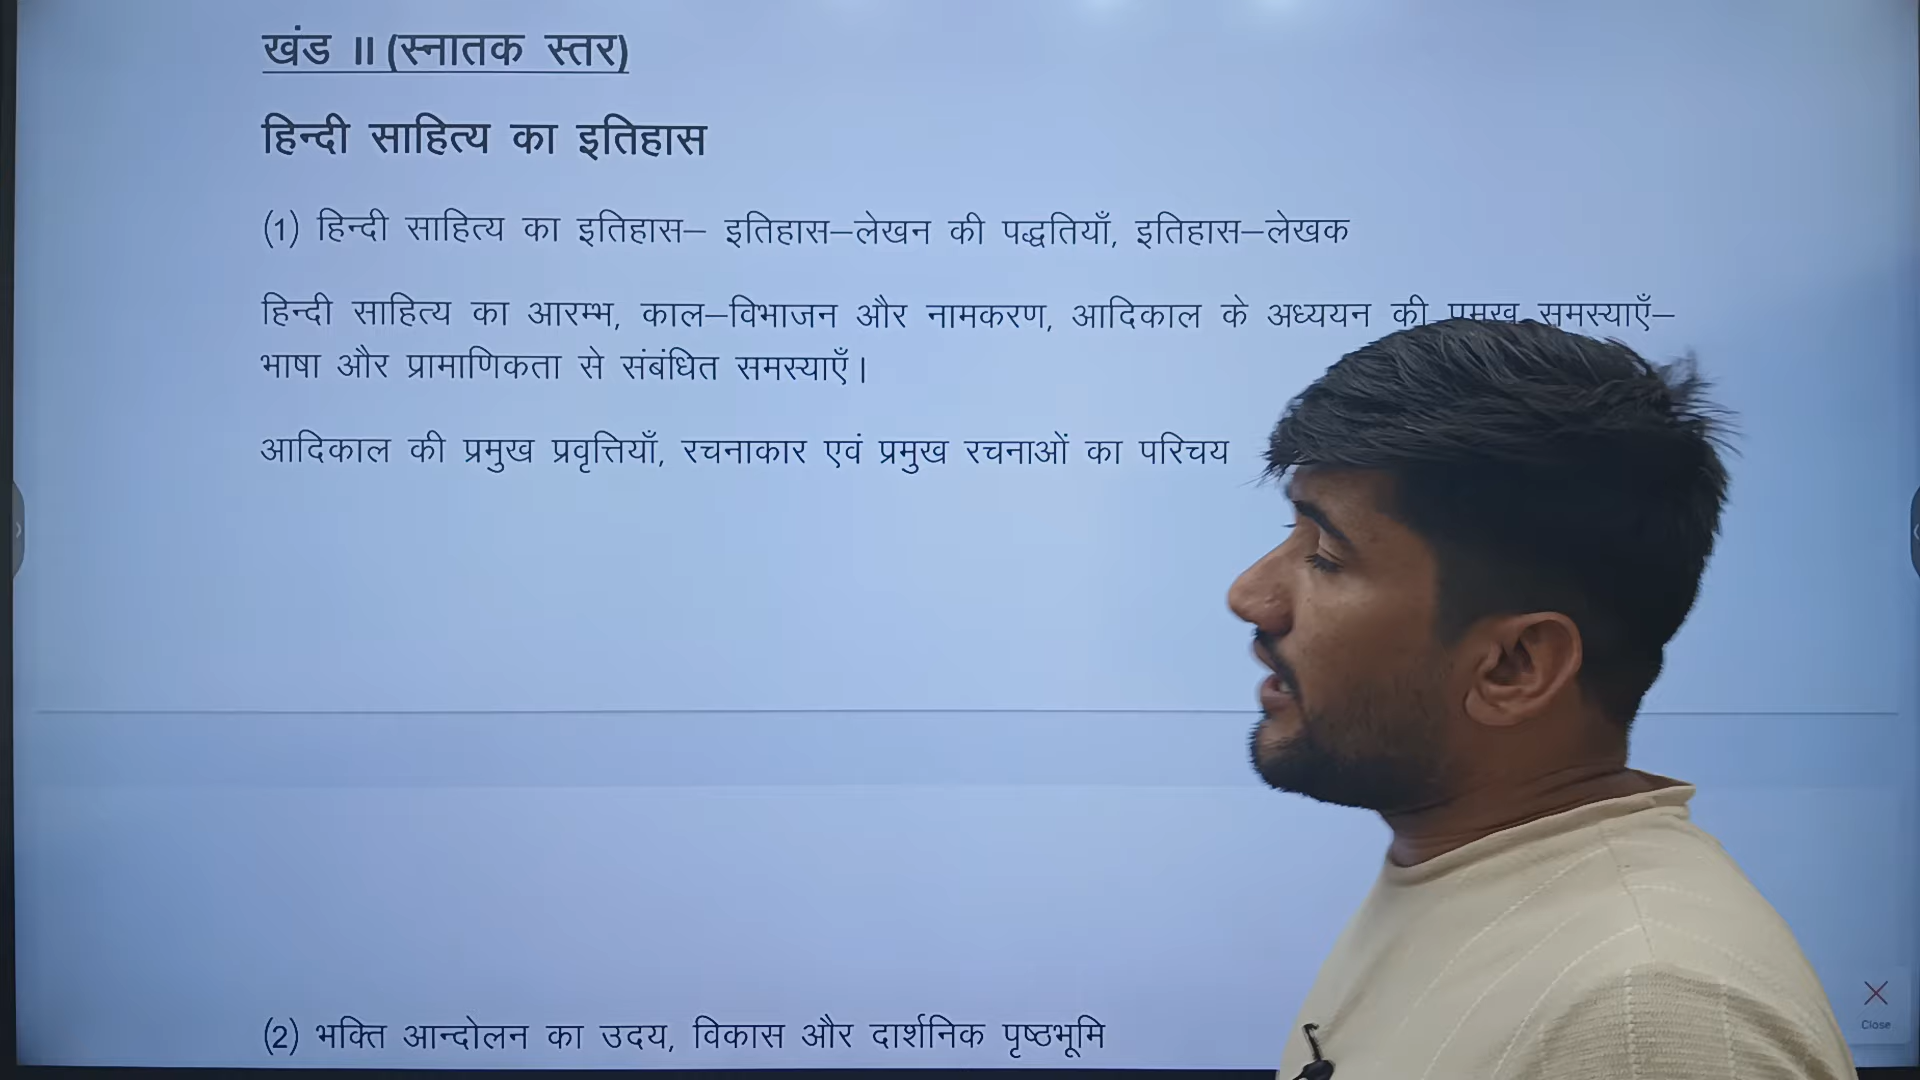 खंड II (स्नातक स्तर)
हिन्दी साहित्य का इतिहास
(1) हिन्दी साहित्य का इतिहास– इतिहास–लेखन की पद्धतियाँ, इतिहास–लेखक
हिन्दी साहित्य का आरम्भ, काल–विभाजन और नामकरण, आदिकाल के अध्ययन की प्रमुख समस्याएँ–
भाषा और प्रामाणिकता से संबंधित समस्याएँ।
आदिकाल की प्रमुख प्रवृत्तियाँ, रचनाकार एवं प्रमुख रचनाओं का परिचय
(2) भक्ति आन्दोलन का उदय, विकास और दार्शनिक पृष्ठभूमि
Close